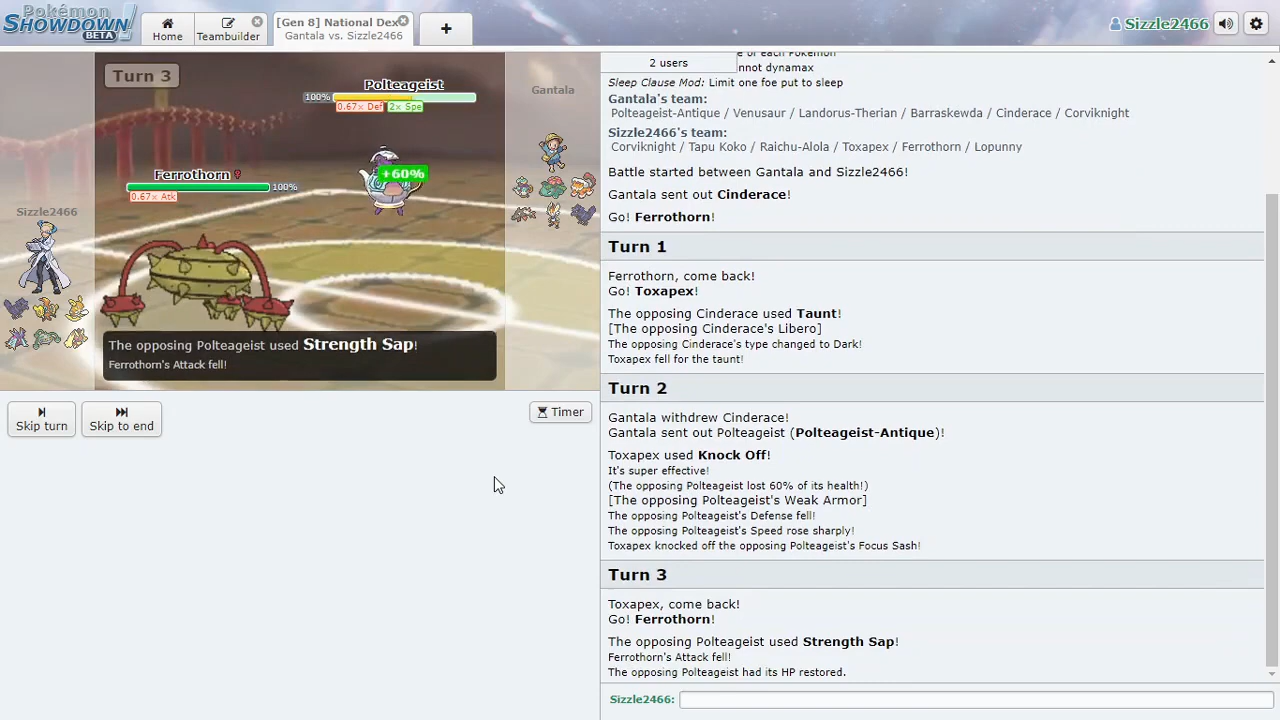 Pokémon
SHOWDOWN!
BETA
Home
Teambuilder
[Gen 8] National Dex
Gantala vs. Sizzle2466
+
Sizzle2466
Turn 3
Polteageist
100%
0.67× Def 2× Spe
+60%
Ferrothorn
100%
0.67× Atk
Sizzle2466
Gantala
The opposing Polteageist used Strength Sap!
Ferrothorn's Attack fell!
Skip turn
Skip to end
Timer
2 users
e of each Pokémon
nnot dynamax
Sleep Clause Mod: Limit one foe put to sleep
Gantala's team:
Polteageist-Antique / Venusaur / Landorus-Therian / Barraskewda / Cinderace / Corviknight
Sizzle2466's team:
Corviknight / Tapu Koko / Raichu-Alola / Toxapex / Ferrothorn / Lopunny
Battle started between Gantala and Sizzle2466!
Gantala sent out Cinderace!
Go! Ferrothorn!
Turn 1
Ferrothorn, come back!
Go! Toxapex!
The opposing Cinderace used Taunt!
[The opposing Cinderace's Libero]
The opposing Cinderace's type changed to Dark!
Toxapex fell for the taunt!
Turn 2
Gantala withdrew Cinderace!
Gantala sent out Polteageist (Polteageist-Antique)!
Toxapex used Knock Off!
It's super effective!
(The opposing Polteageist lost 60% of its health!)
[The opposing Polteageist's Weak Armor]
The opposing Polteageist's Defense fell!
The opposing Polteageist's Speed rose sharply!
Toxapex knocked off the opposing Polteageist's Focus Sash!
Turn 3
Toxapex, come back!
Go! Ferrothorn!
The opposing Polteageist used Strength Sap!
Ferrothorn's Attack fell!
The opposing Polteageist had its HP restored.
Sizzle2466: